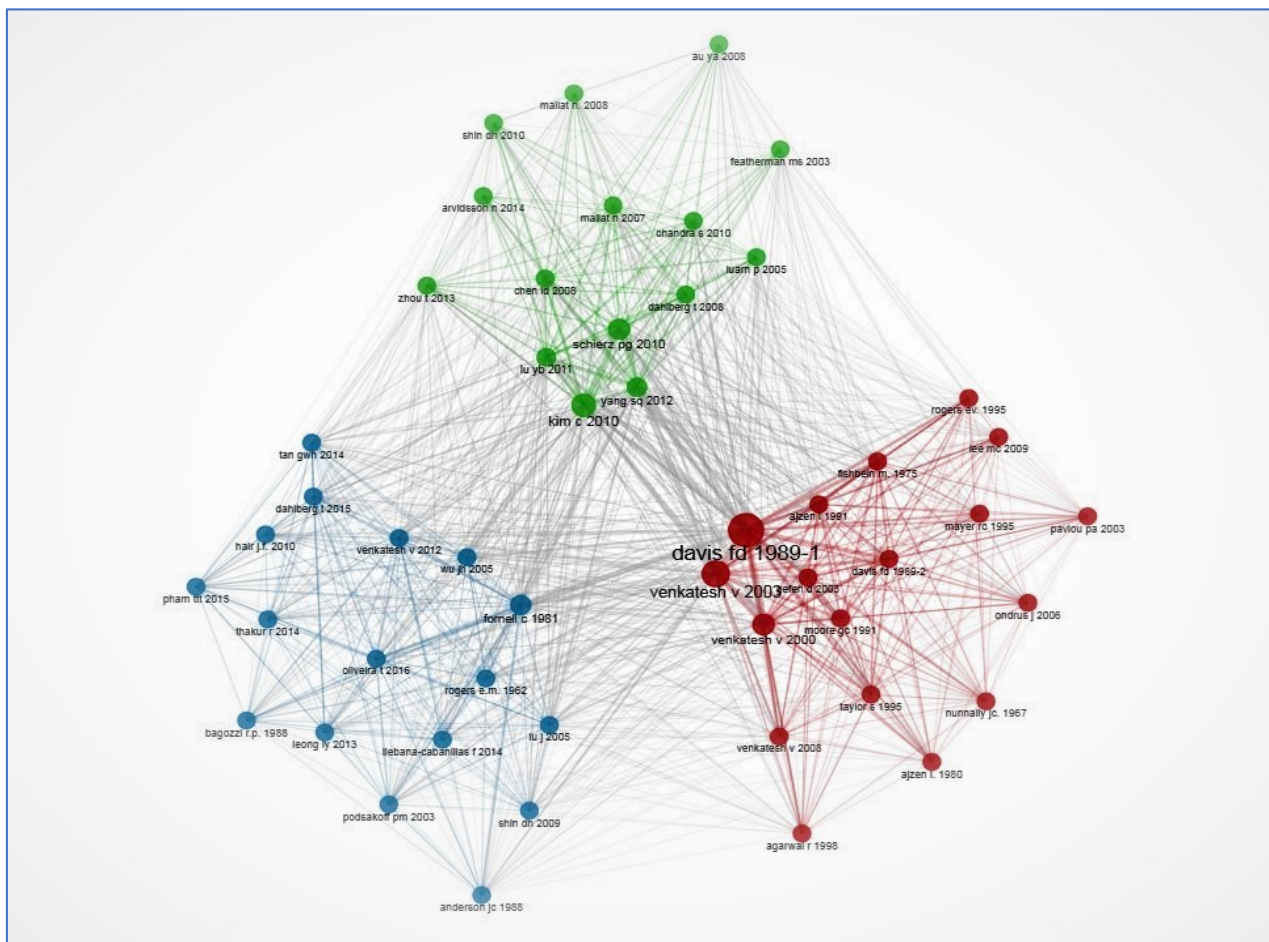 au ya 2008
mallat n. 2008
shin dh 2010
featherman ms 2003
arvidsson n 2014
mallat n 2007
chandra s 2010
luarn p 2005
chen ld 2008
zhou t 2013
dahlberg t 2008
schierz pg 2010
lu yb 2011
yang sq 2012
kim c 2010
rogers ev. 1995
lee mc 2009
tan gwh 2014
fishbein m. 1975
dahlberg t 2015
ajzen i 1991
mayer rc 1995
pavlou pa 2003
hair j.f. 2010
venkatesh v 2012
davis fd 1989-1
wu jh 2005
davis fd 1989-2
venkatesh v 2003
gefen d 2003
pham ttt 2015
ondrus j 2006
fornell c 1981
thakur r 2014
moore gc 1991
venkatesh v 2000
oliveira t 2016
rogers e.m. 1962
taylor s 1995
nunnally jc. 1967
bagozzi r.p. 1988
lu j 2005
leong ly 2013
liebana-cabanillas f 2014
venkatesh v 2008
ajzen i. 1980
podsakoff pm 2003
shin dh 2009
agarwal r 1998
anderson jc 1988